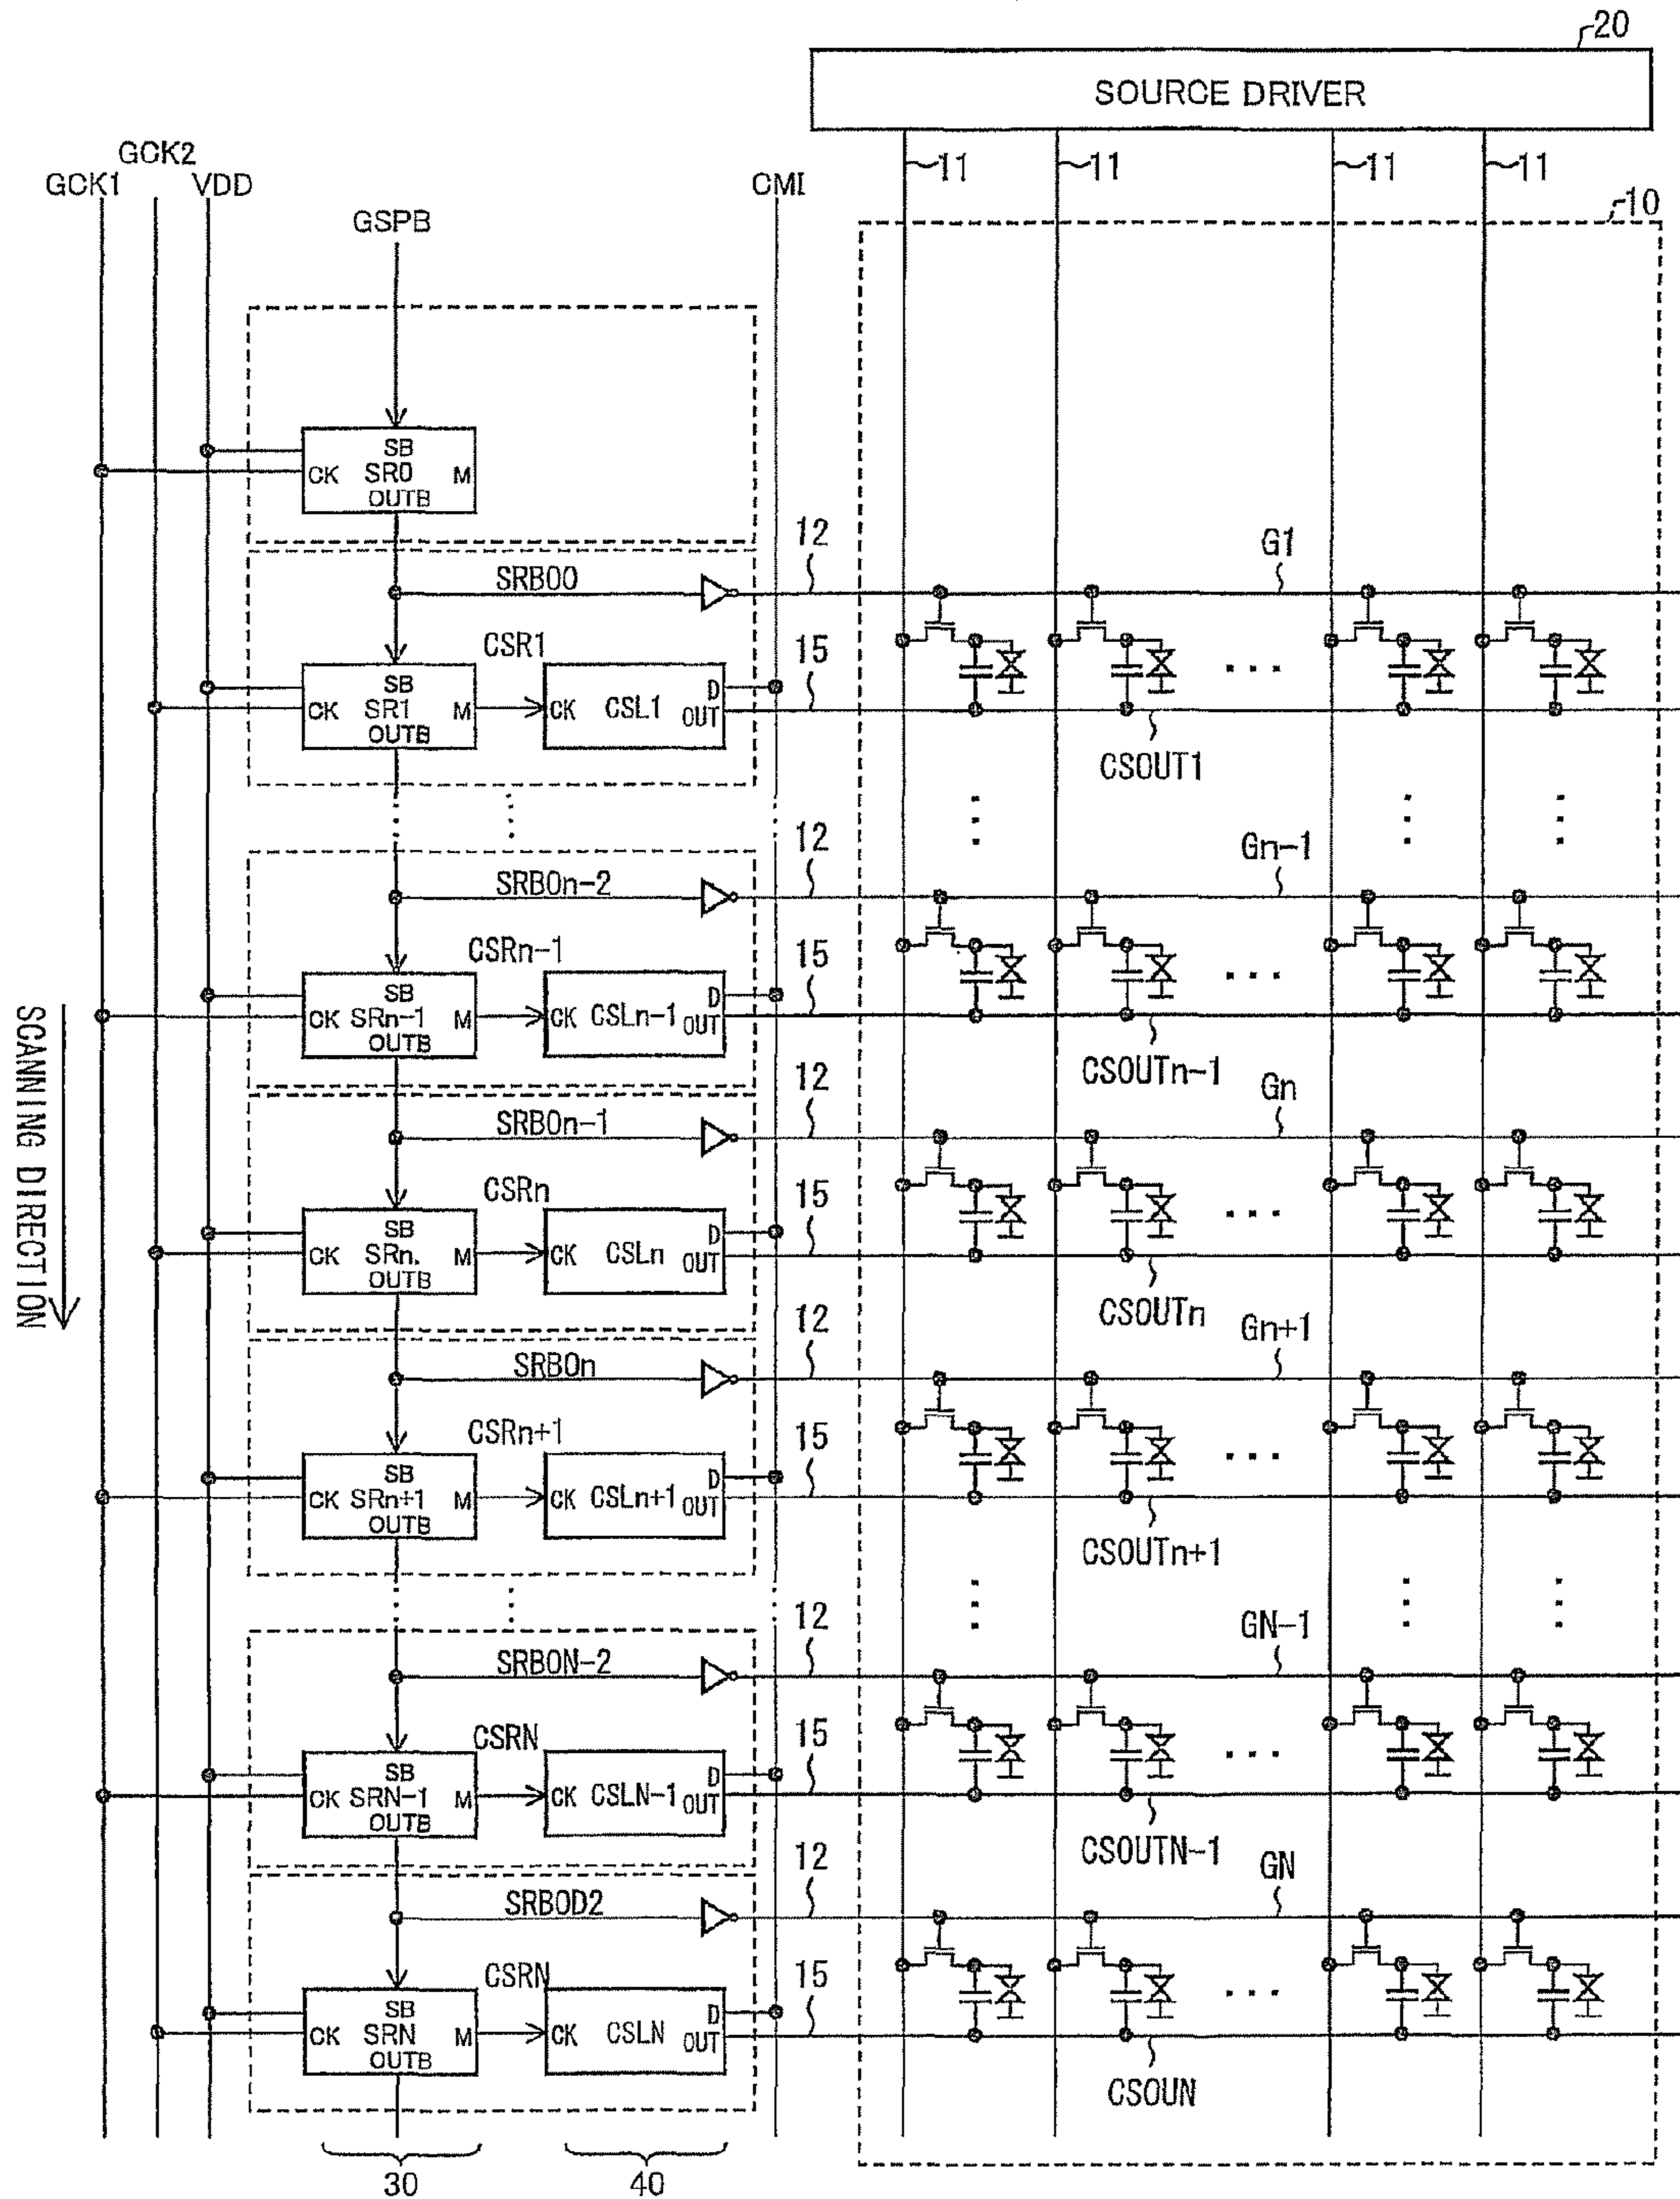 20
SOURCE DRIVER
GCK1 GCK2 VDD CMI
11 11 11 11
GSPB
10
SB
CK SR0 M
OUTB
SRBO0 12 G1
CSR1 15
SB D
CK SR1 M CK CSL1 OUT
OUTB
CSOUT1
SRBOn-2 12 Gn-1
CSRn-1 15
SB D
CK SRn-1 M CK CSLn-1 OUT
OUTB
CSOUTn-1
SRBOn-1 12 Gn
CSRn 15
SB D
CK SRn. M CK CSLn OUT
OUTB
CSOUTn
SCANNING DIRECTION
SRBOn 12 Gn+1
CSRn+1 15
SB D
CK SRn+1 M CK CSLn+1 OUT
OUTB
CSOUTn+1
SRBON-2 12 GN-1
CSRN 15
SB D
CK SRN-1 M CK CSLN-1 OUT
OUTB
CSOUTN-1
SRBOD2 12 GN
CSRN 15
SB D
CK SRN M CK CSLN OUT
OUTB
CSOUN
30 40